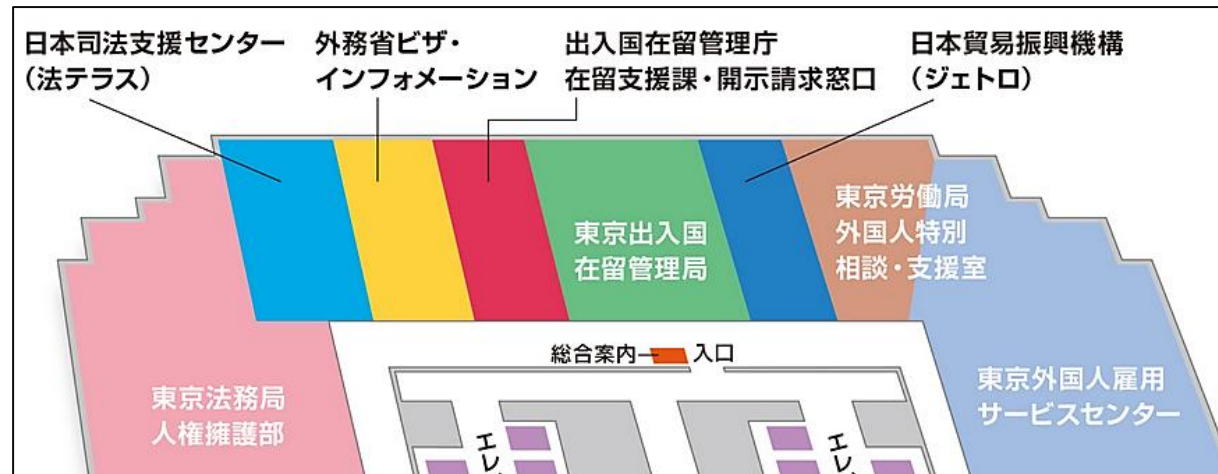 日本司法支援センター
（法テラス）
外務省ビザ・
インフォメーション
出入国在留管理庁
在留支援課・開示請求窓口
日本貿易振興機構
（ジェトロ）
東京出入国
在留管理局
東京労働局
外国人特別
相談・支援室
総合案内
入口
東京法務局
人権擁護部
東京外国人雇用
サービスセンター
エレ
エレ